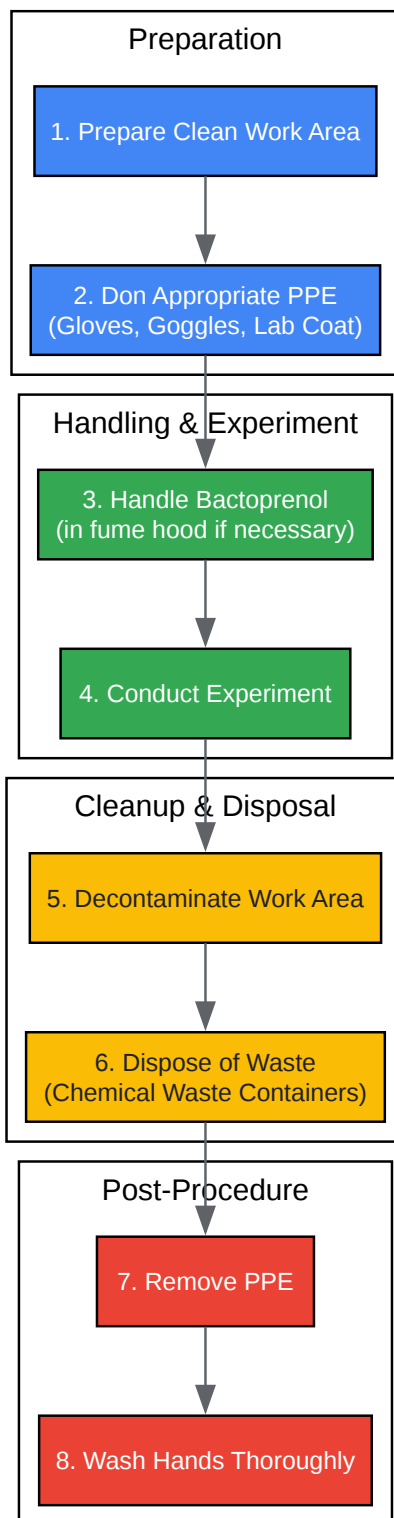 Preparation
1. Prepare Clean Work Area
2. Don Appropriate PPE
(Gloves, Goggles, Lab Coat)
Handling & Experiment
3. Handle Bactoprenol
(in fume hood if necessary)
4. Conduct Experiment
Cleanup & Disposal
5. Decontaminate Work Area
6. Dispose of Waste
(Chemical Waste Containers)
Post-Procedure
7. Remove PPE
8. Wash Hands Thoroughly